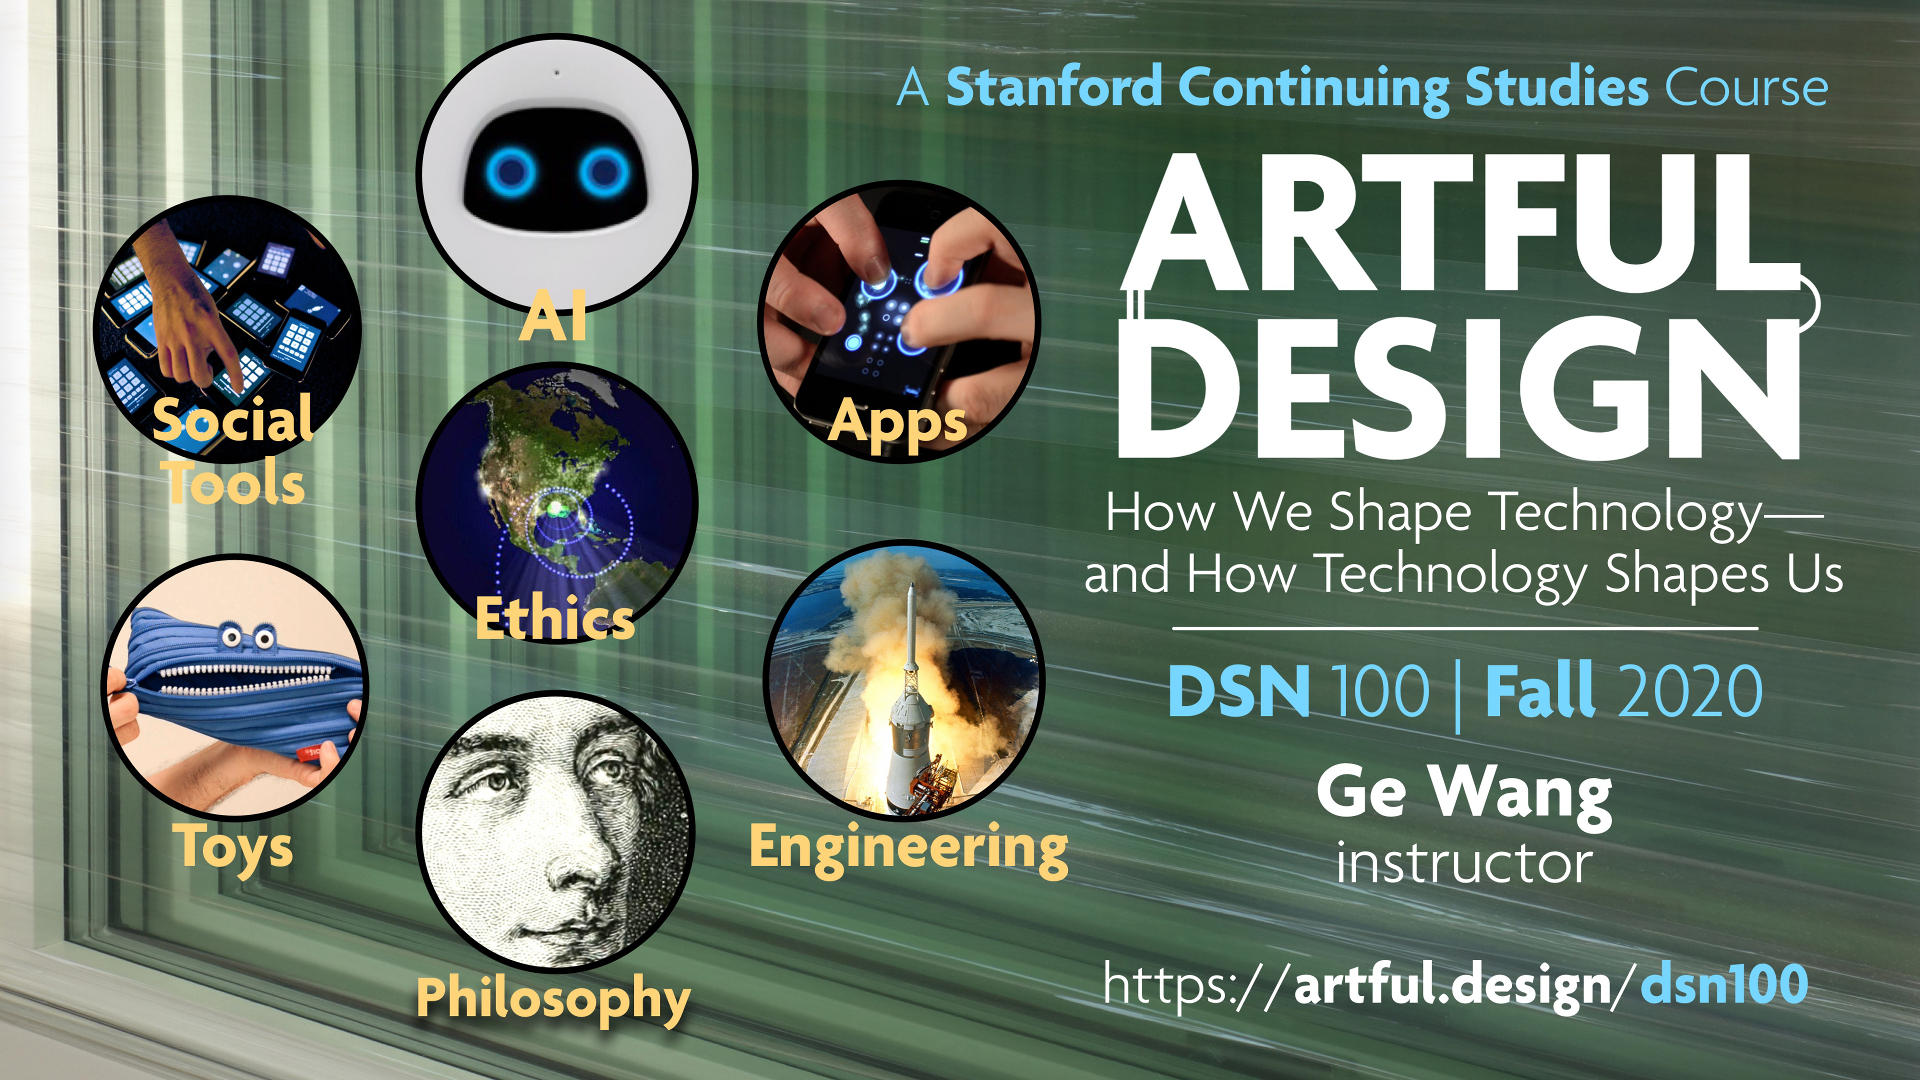 A Stanford Continuing Studies Course
ARTFUL
DESIGN
How We Shape Technology—
and How Technology Shapes Us
DSN 100 | Fall 2020
Ge Wang
instructor
https://artful.design/dsn100
AI
Social
Tools
Apps
Ethics
Toys
Engineering
Philosophy